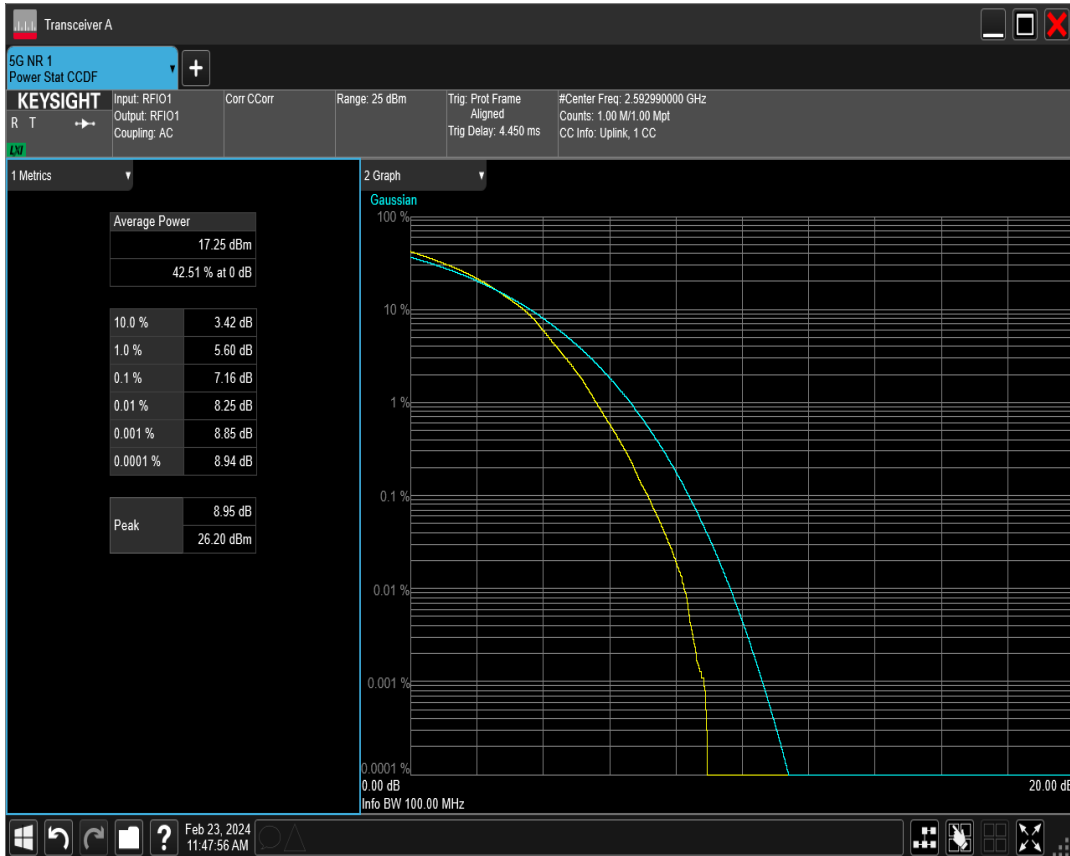 Transceiver A
5G NR 1
Power Stat CCDF
KEYSIGHT
R T
LXI
Input: RFIO1
Output: RFIO1
Coupling: AC
Corr CCorr
Range: 25 dBm
Trig: Prot Frame
Aligned
Trig Delay: 4.450 ms
#Center Freq: 2.592990000 GHz
Counts: 1.00 M/1.00 Mpt
CC Info: Uplink, 1 CC
1 Metrics
Average Power
17.25 dBm
42.51 % at 0 dB
10.0 % 3.42 dB
1.0 % 5.60 dB
0.1 % 7.16 dB
0.01 % 8.25 dB
0.001 % 8.85 dB
0.0001 % 8.94 dB
Peak
8.95 dB
26.20 dBm
2 Graph
Gaussian
100 %
10 %
1 %
0.1 %
0.01 %
0.001 %
0.0001 %
0.00 dB 20.00 dB
Info BW 100.00 MHz
?
Feb 23, 2024
11:47:56 AM